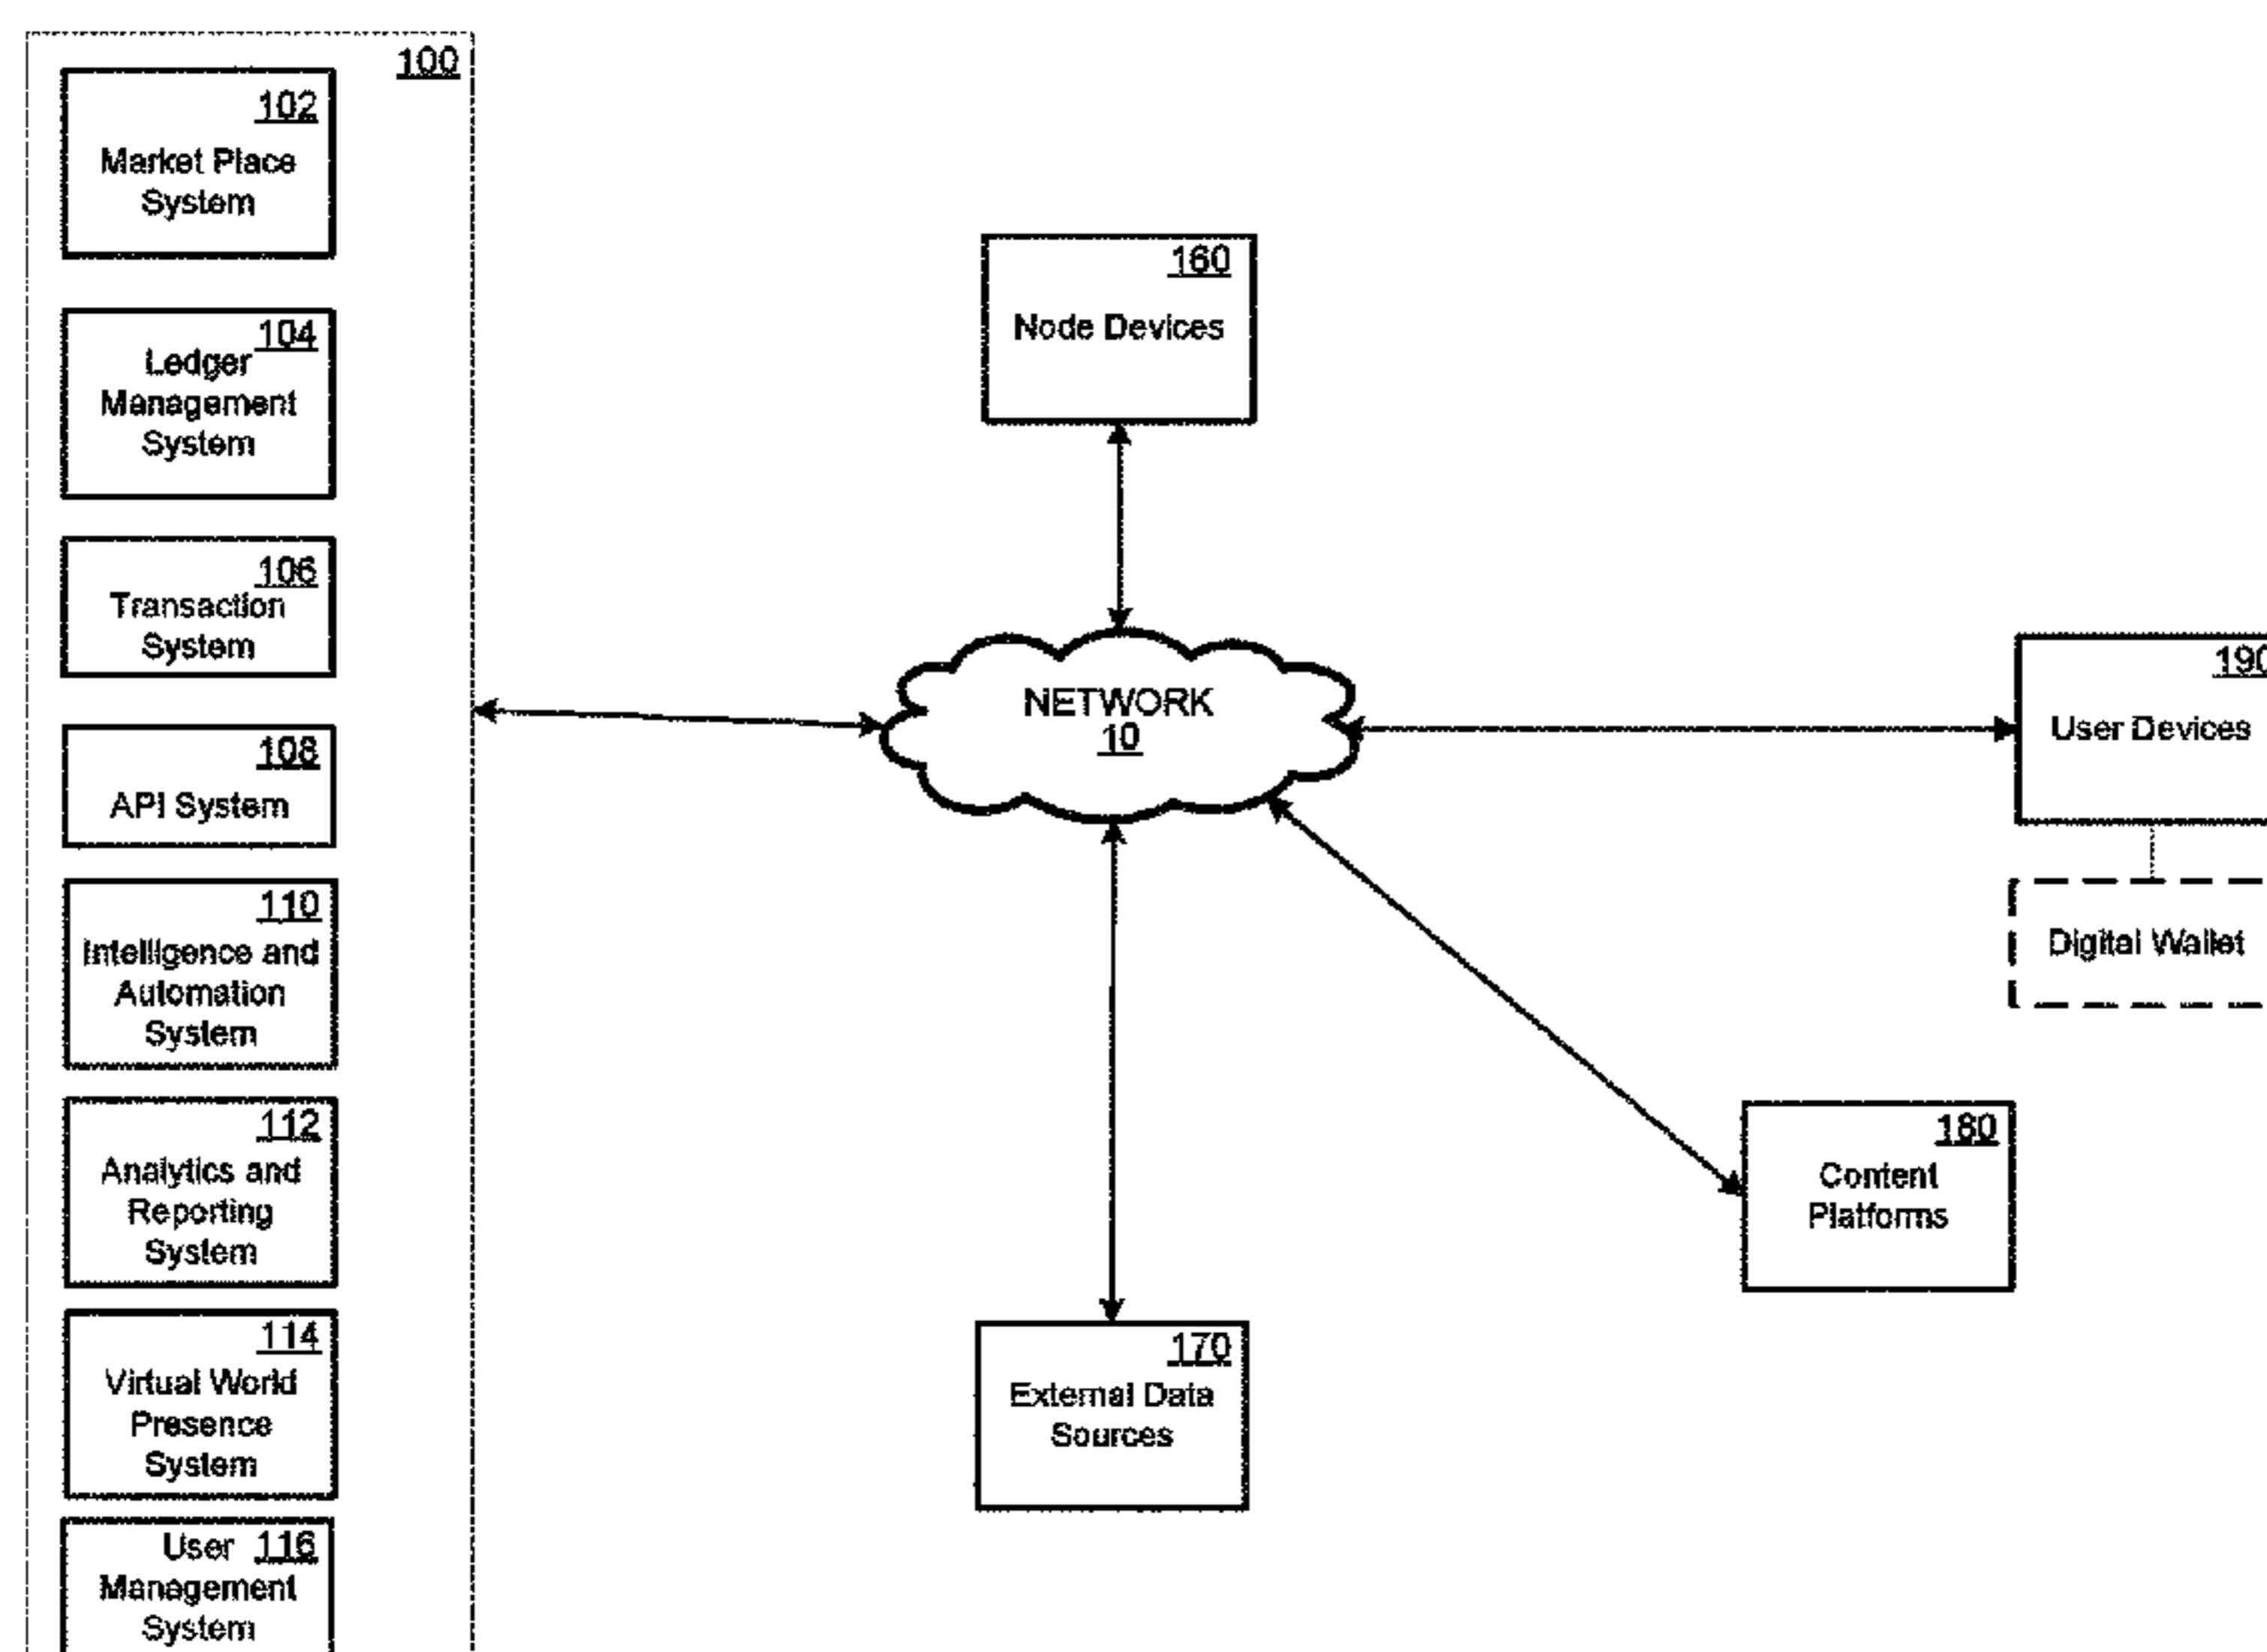 100
102
Market Place
System
104
Ledger
Management
System
106
Transaction
System
108
API System
110
Intelligence and
Automation
System
112
Analytics and
Reporting
System
114
Virtual World
Presence
System
User 116
Management
System
160
Node Devices
NETWORK
10
190
User Devices
Digital Wallet
180
Content
Platforms
170
External Data
Sources